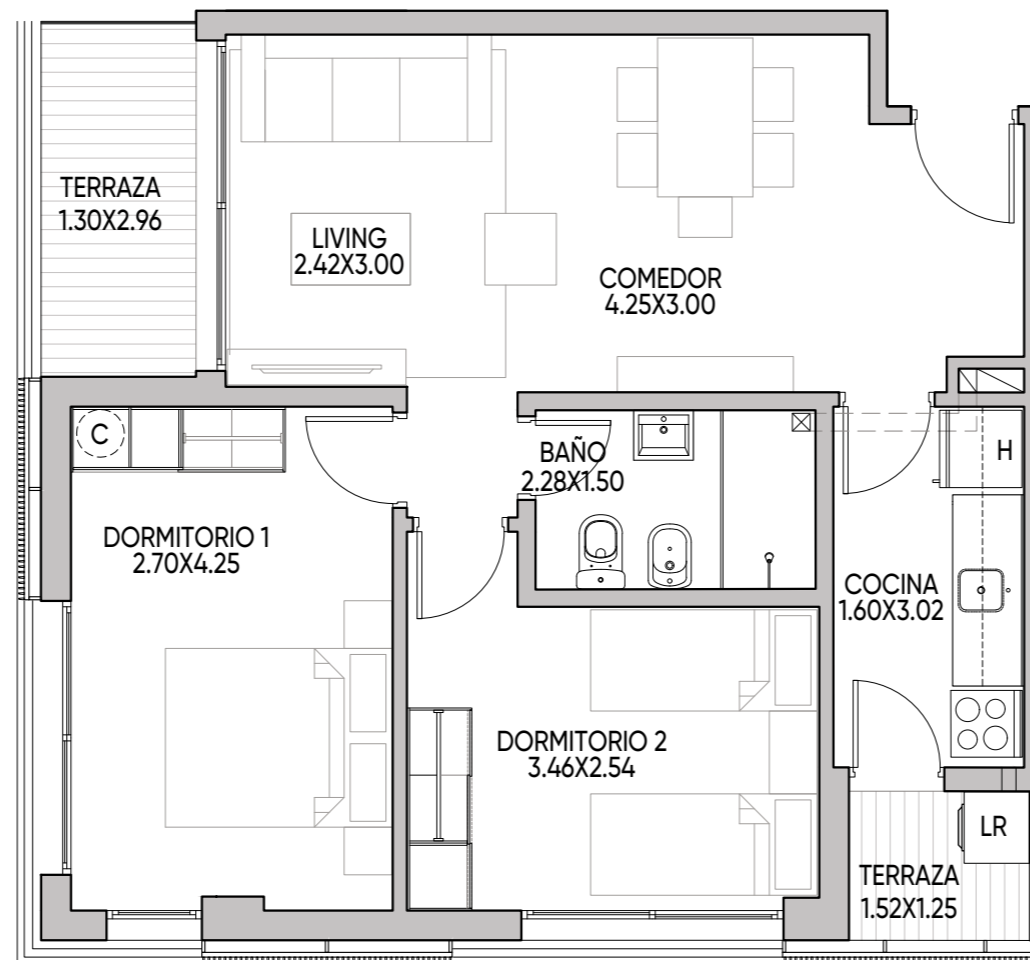 TERRAZA
1.30X2.96
LIVING
2.42X3.00
COMEDOR
4.25X3.00
C
BAÑO
2.28X1.50
H
DORMITORIO 1
2.70X4.25
COCINA
1.60X3.02
DORMITORIO 2
3.46X2.54
LR
TERRAZA
1.52X1.25